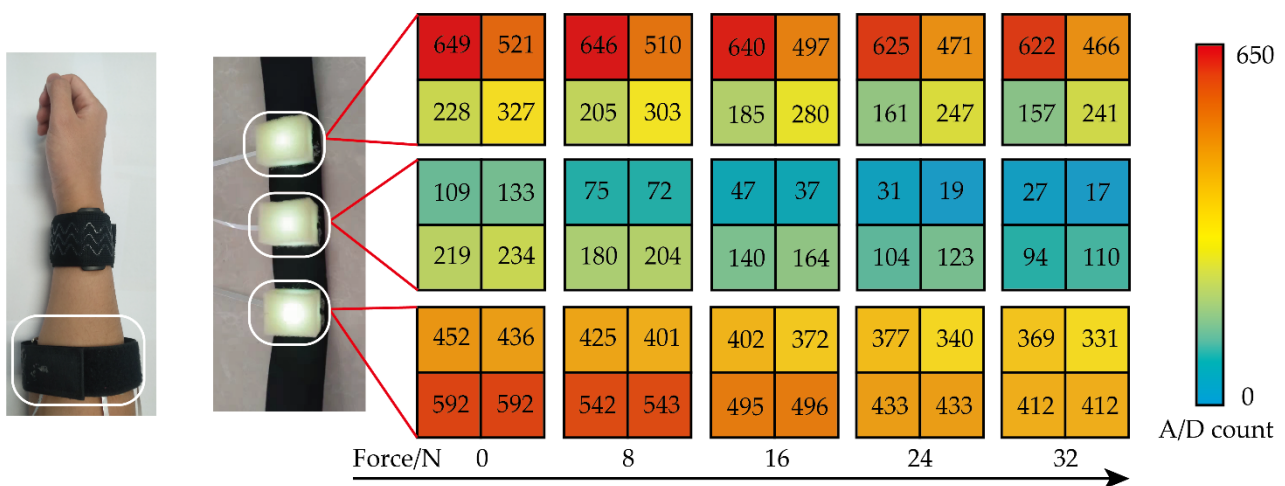 649 521 646 510 640 497 625 471 622 466
228 327 205 303 185 280 161 247 157 241
109 133 75 72 47 37 31 19 27 17
219 234 180 204 140 164 104 123 94 110
452 436 425 401 402 372 377 340 369 331
592 592 542 543 495 496 433 433 412 412
Force/N 0 8 16 24 32
650
0
A/D count